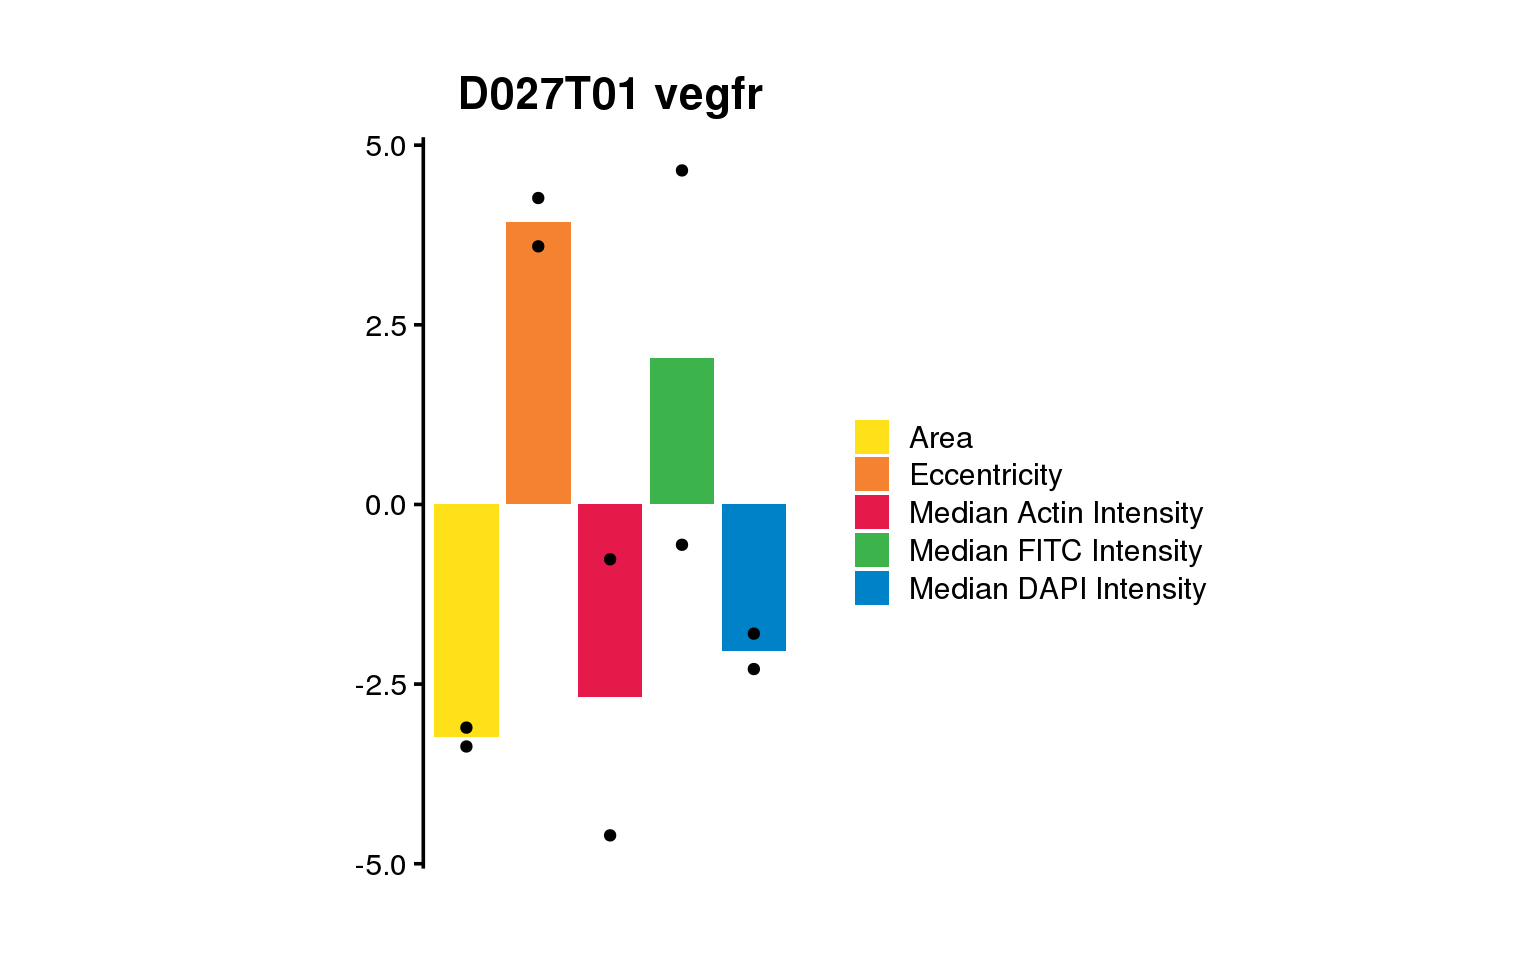 D027T01 vegfr
5.0
2.5
0.0
-2.5
-5.0
Area
Eccentricity
Median Actin Intensity
Median FITC Intensity
Median DAPI Intensity